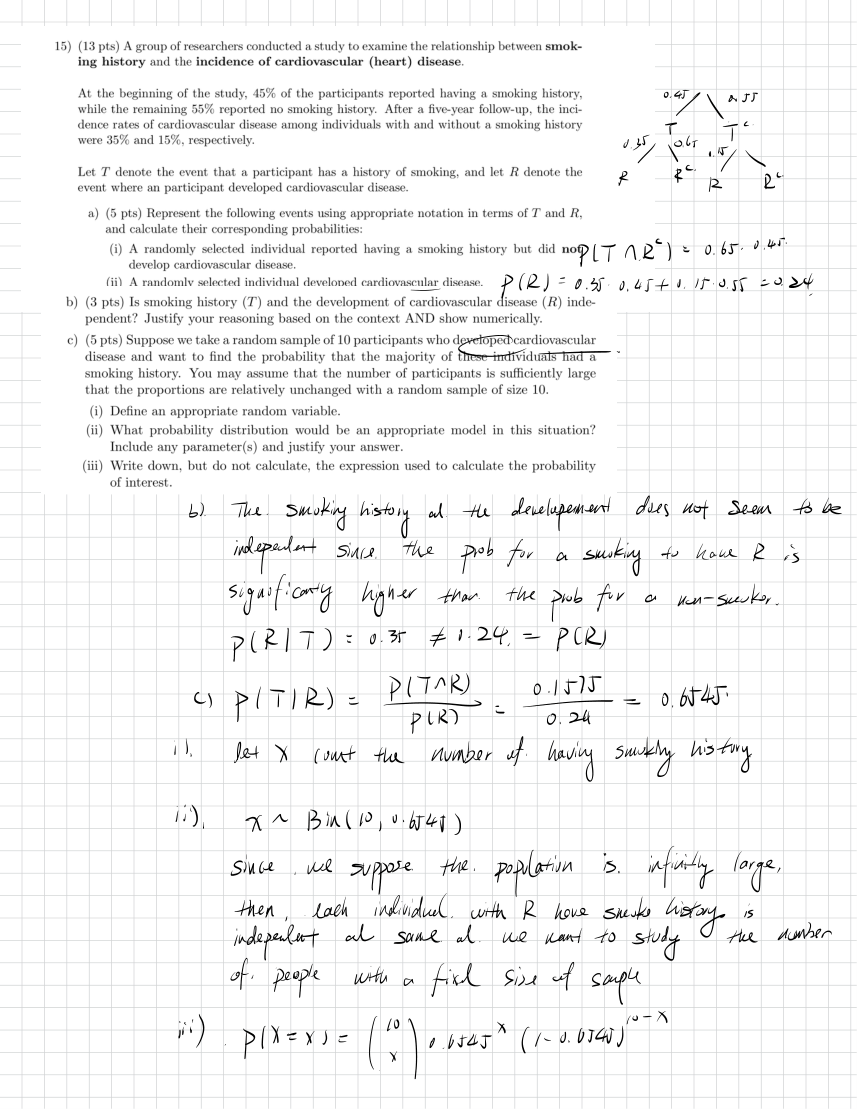 15) (13 pts) A group of researchers conducted a study to examine the relationship between smok-
ing history and the incidence of cardiovascular (heart) disease.
At the beginning of the study, 45% of the participants reported having a smoking history,
while the remaining 55% reported no smoking history. After a five-year follow-up, the inci-
dence rates of cardiovascular disease among individuals with and without a smoking history
were 35% and 15%, respectively.
0.45 0.55
T T^c
0.35 0.65 0.15
R R^c R R^c
Let T denote the event that a participant has a history of smoking, and let R denote the
event where an participant developed cardiovascular disease.
a) (5 pts) Represent the following events using appropriate notation in terms of T and R,
and calculate their corresponding probabilities:
(i) A randomly selected individual reported having a smoking history but did not
develop cardiovascular disease.
P(T ∩ R^c) = 0.65 · 0.45.
(ii) A randomly selected individual developed cardiovascular disease.
P(R) = 0.35 · 0.45 + 0.15 · 0.55 = 0.24
b) (3 pts) Is smoking history (T) and the development of cardiovascular disease (R) inde-
pendent? Justify your reasoning based on the context AND show numerically.
c) (5 pts) Suppose we take a random sample of 10 participants who developed cardiovascular
disease and want to find the probability that the majority of these individuals had a
smoking history. You may assume that the number of participants is sufficiently large
that the proportions are relatively unchanged with a random sample of size 10.
(i) Define an appropriate random variable.
(ii) What probability distribution would be an appropriate model in this situation?
Include any parameter(s) and justify your answer.
(iii) Write down, but do not calculate, the expression used to calculate the probability
of interest.
b). The smoking history ad the developement does not seem to be
independent since the prob for a smoking to have R is
significanty higher than the prob for a non-smoker.
P(R|T) = 0.35 ≠ 0.24. = P(R)
c) P(T|R) = P(T∩R)/P(R) = 0.1575/0.24 = 0.6545.
i). let X count the number of having smoking history
ii). x ~ Bin(10, 0.6545)
since we suppose the population is infinitly large,
then, each individual with R have smoke history is
independent ad same ad we want to study the number
of people with a fixd size of sample
iii) P(X=x) = (10 x) 0.6545^x (1-0.6545)^10-x